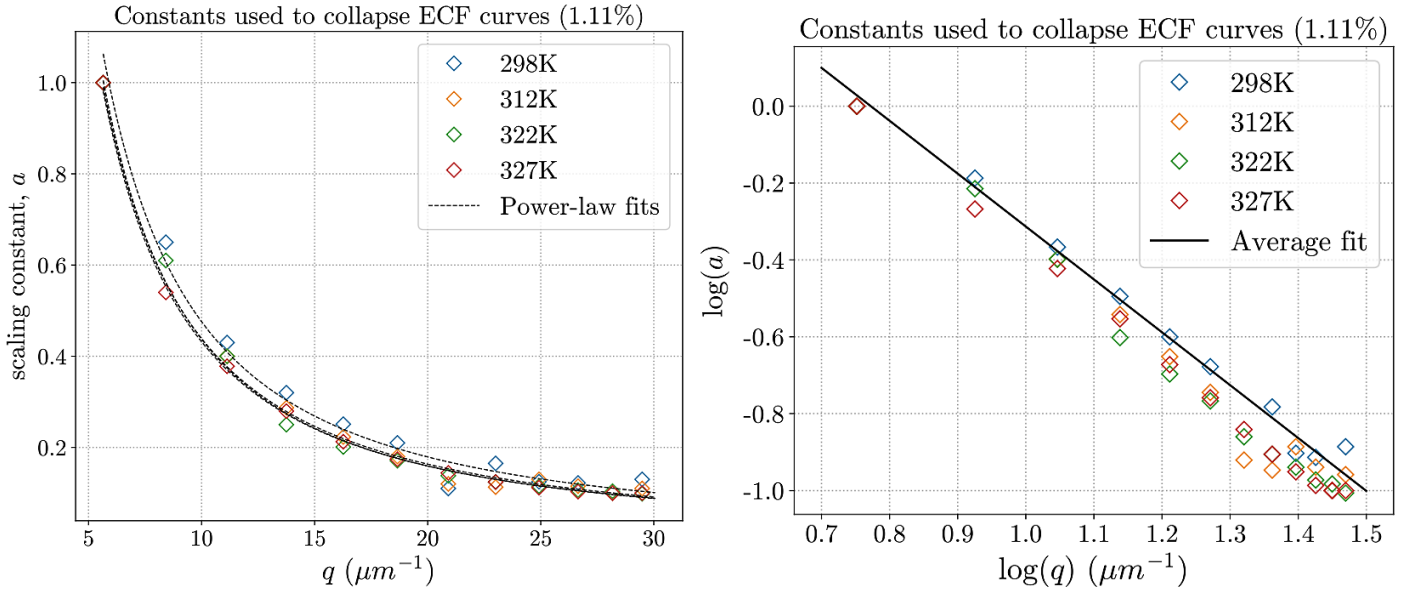 Constants used to collapse ECF curves (1.11%)
298K
312K
322K
327K
Power-law fits
1.0
0.8
0.6
0.4
0.2
scaling constant, a
5
10
15
20
25
30
q (μm⁻¹)
Constants used to collapse ECF curves (1.11%)
298K
312K
322K
327K
Average fit
0.0
-0.2
-0.4
-0.6
-0.8
-1.0
log(a)
0.7
0.8
0.9
1.0
1.1
1.2
1.3
1.4
1.5
log(q) (μm⁻¹)